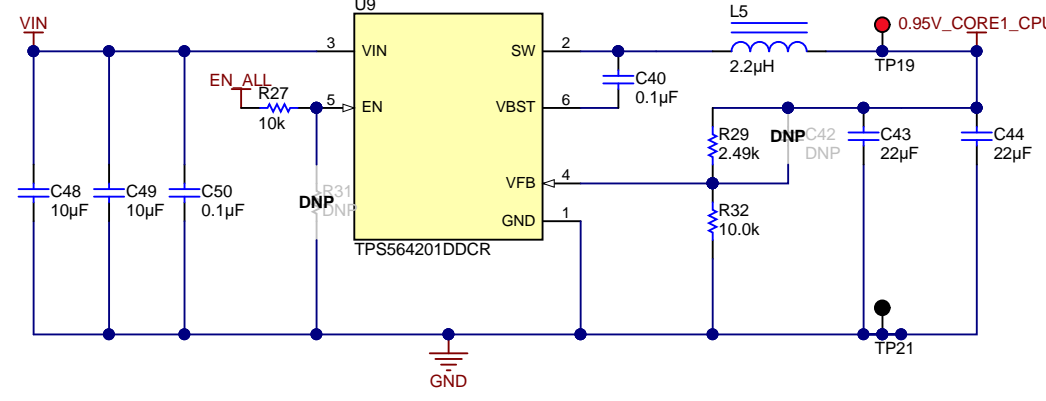 U9
L5
VIN
0.95V_CORE1_CPU
3
VIN
SW
2
TP19
2.2µH
EN_ALL
R27
C40
0.1µF
5
EN
VBST
6
10k
R29
2.49k
DNP
C42
DNP
C43
22µF
C44
22µF
C48
10µF
C49
10µF
C50
0.1µF
R31
DNP
DNP
VFB
4
R32
10.0k
GND
1
TPS564201DDCR
TP21
GND